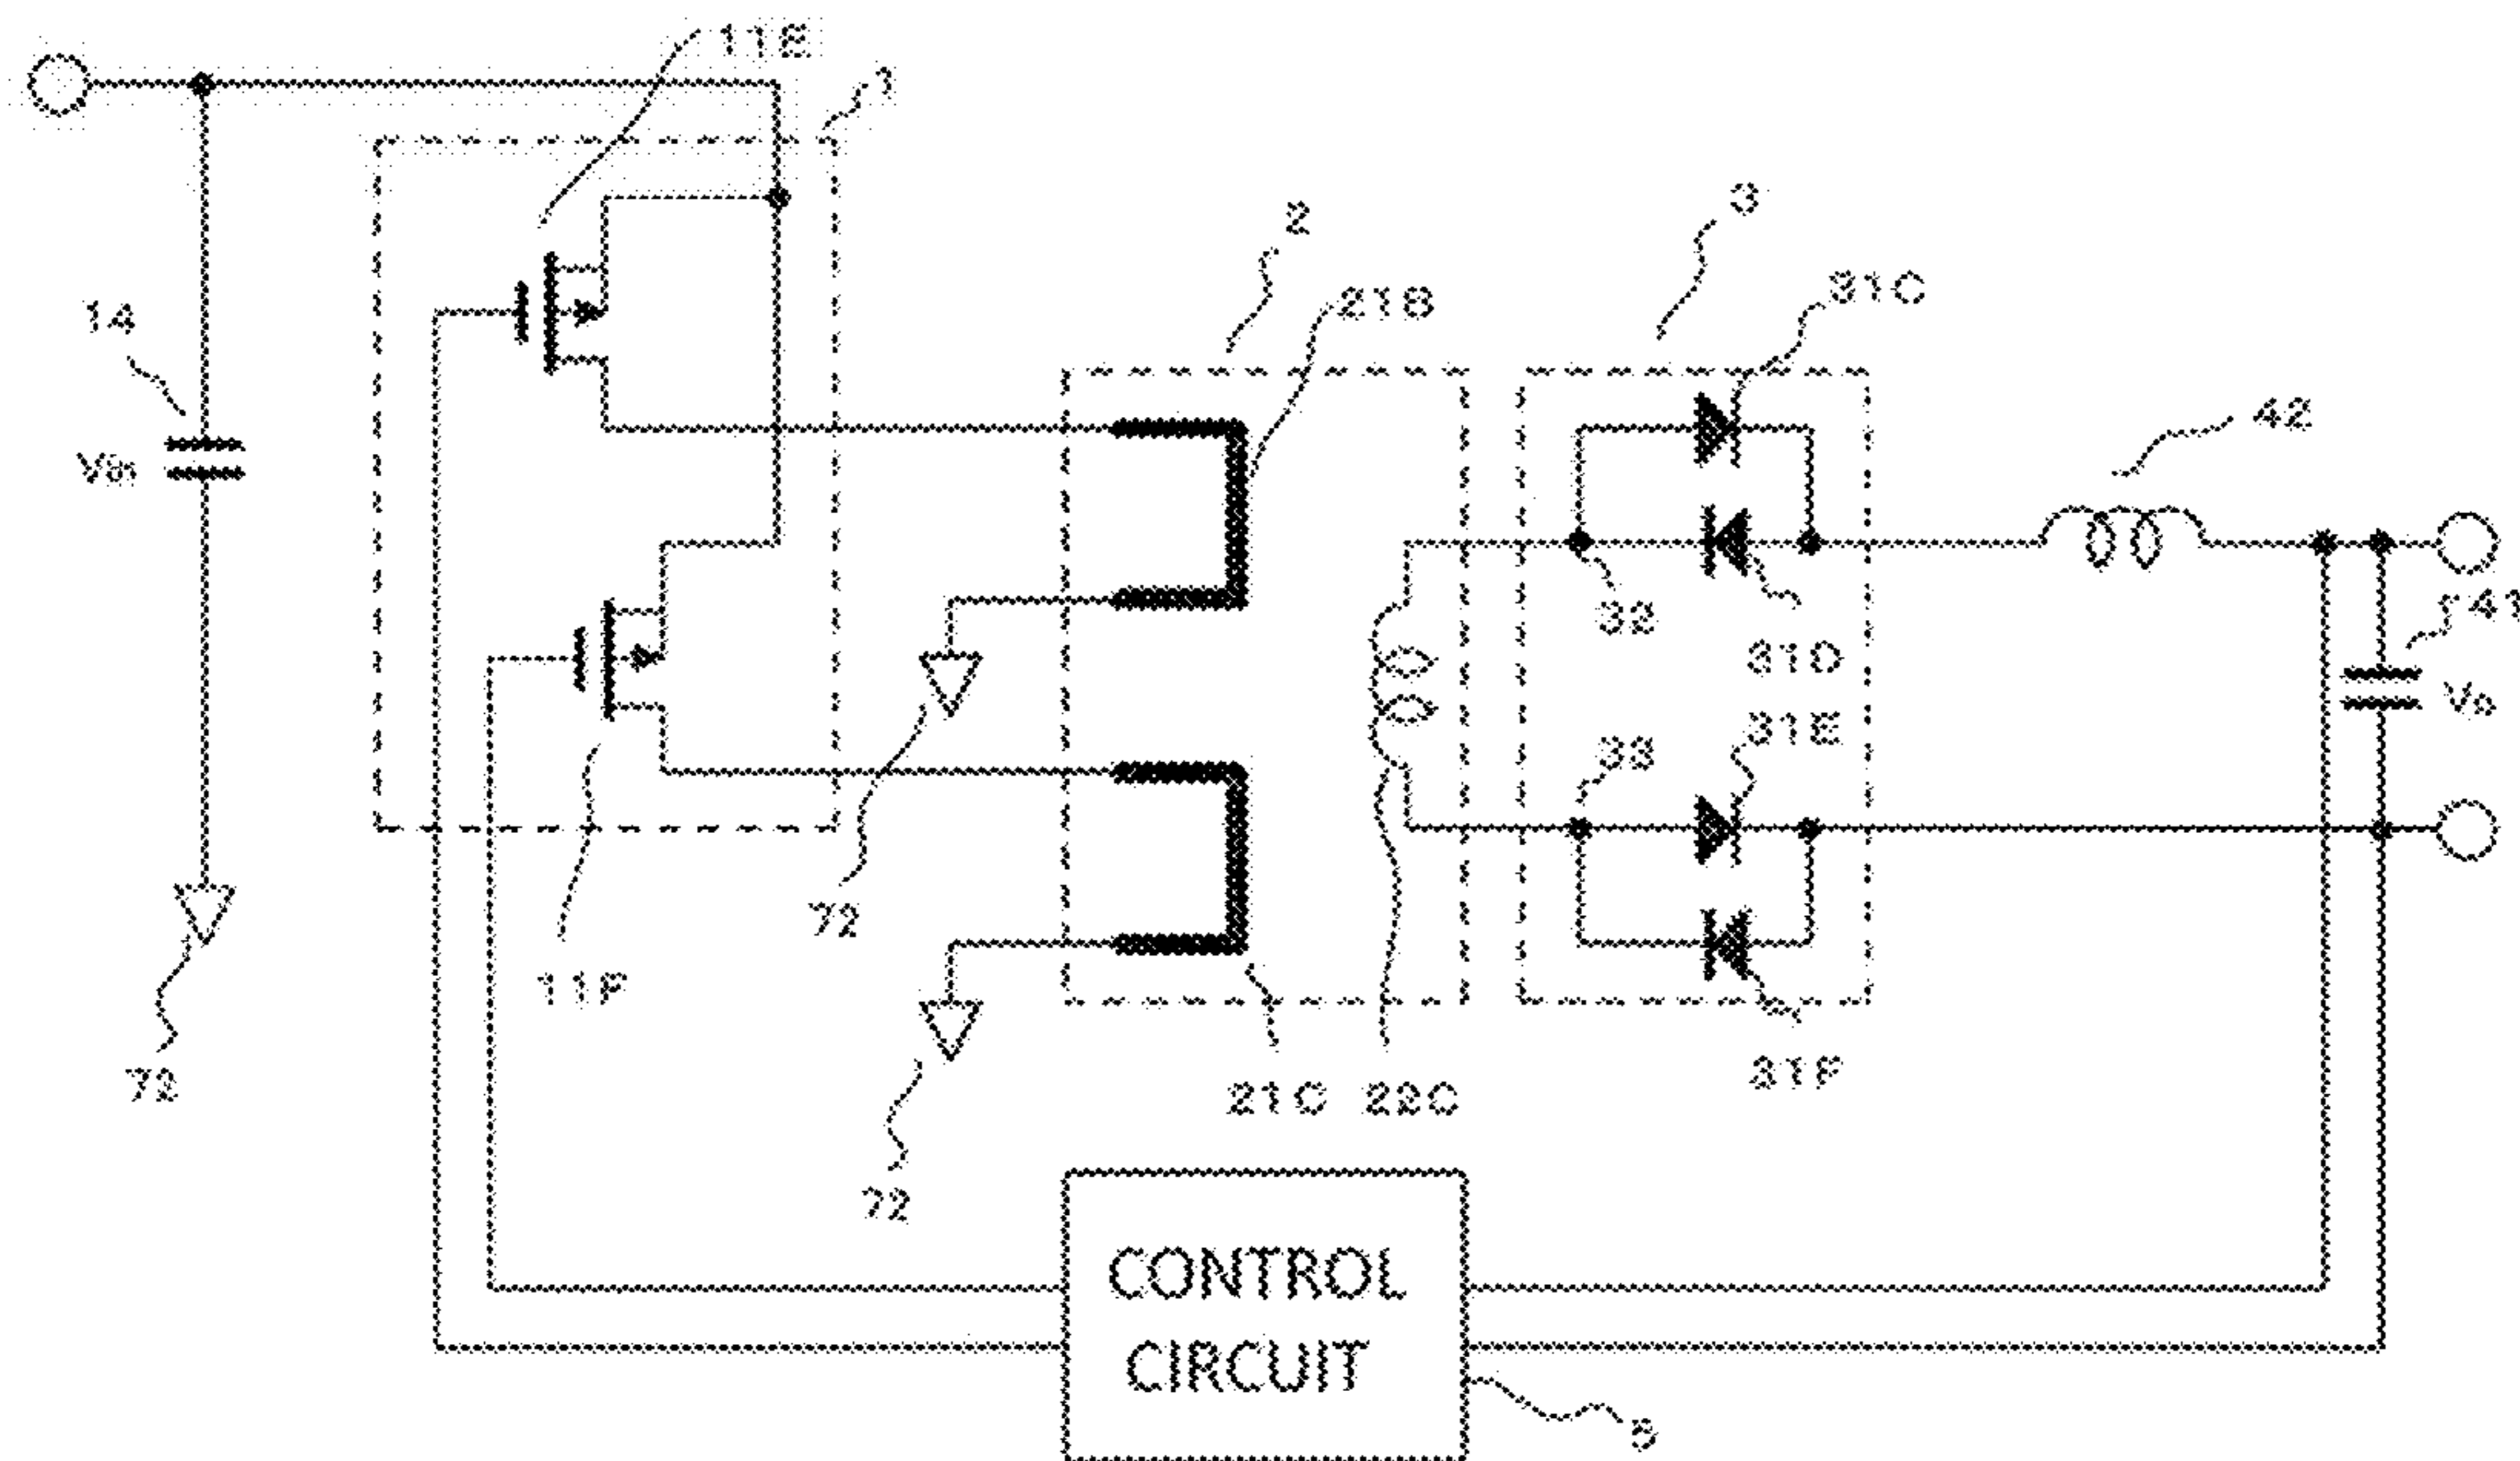 11E
1
2
3
21B
31C
14
42
Vin
32
41
31D
Vo
31E
33
72
11F
72
21C 22C
31F
72
CONTROL
CIRCUIT
5